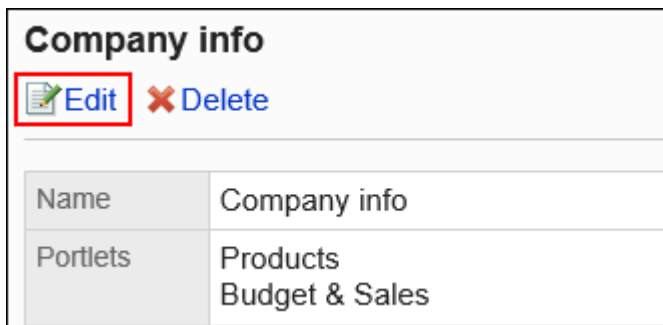 Company info
Edit Delete
Name Company info
Portlets Products
Budget & Sales